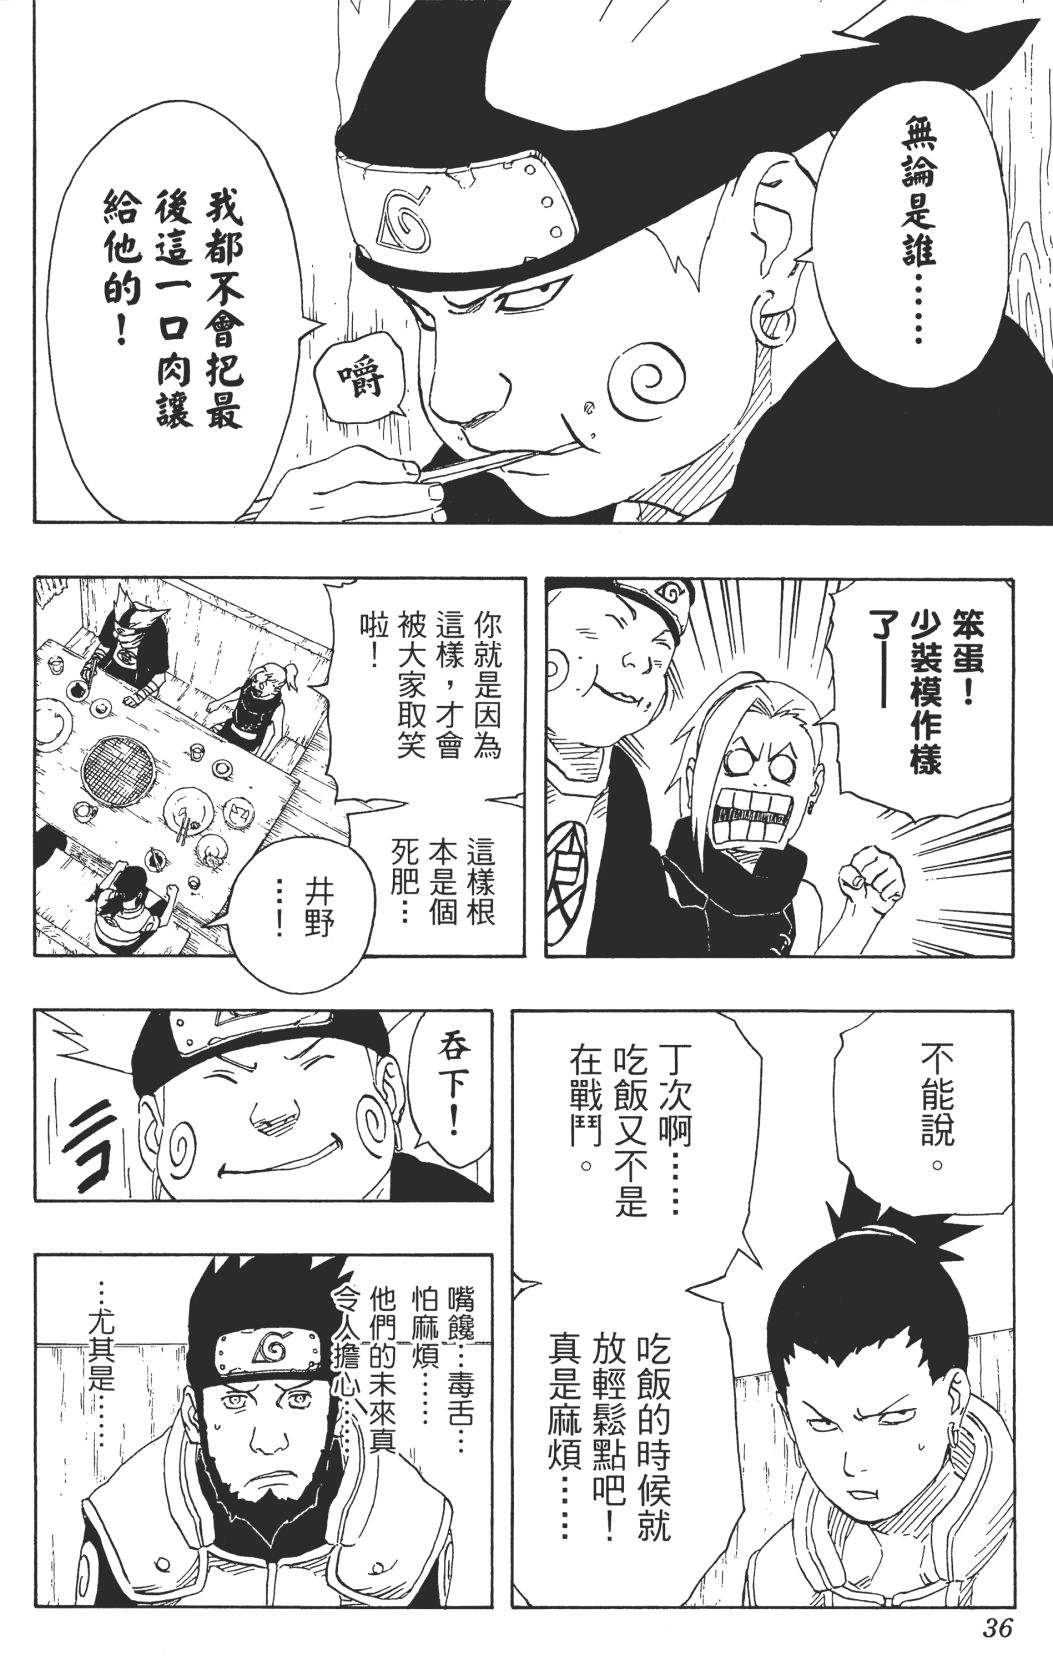 無論是誰……
我都不會把最
後這一口肉讓
給他的！
嚼
笨蛋！
少裝模作樣
了——
你就是因為
這樣，才會
被大家取笑
啦！
這樣根
本是個
死肥…
井野
…！
不能說。
丁次啊……
吃飯又不是
在戰鬥。
吃飯的時候就
放輕鬆點吧！
真是麻煩……
吞下！
嘴饞…毒舌…
怕麻煩……
他們的未來真
令人擔心……
…尤其是……
36